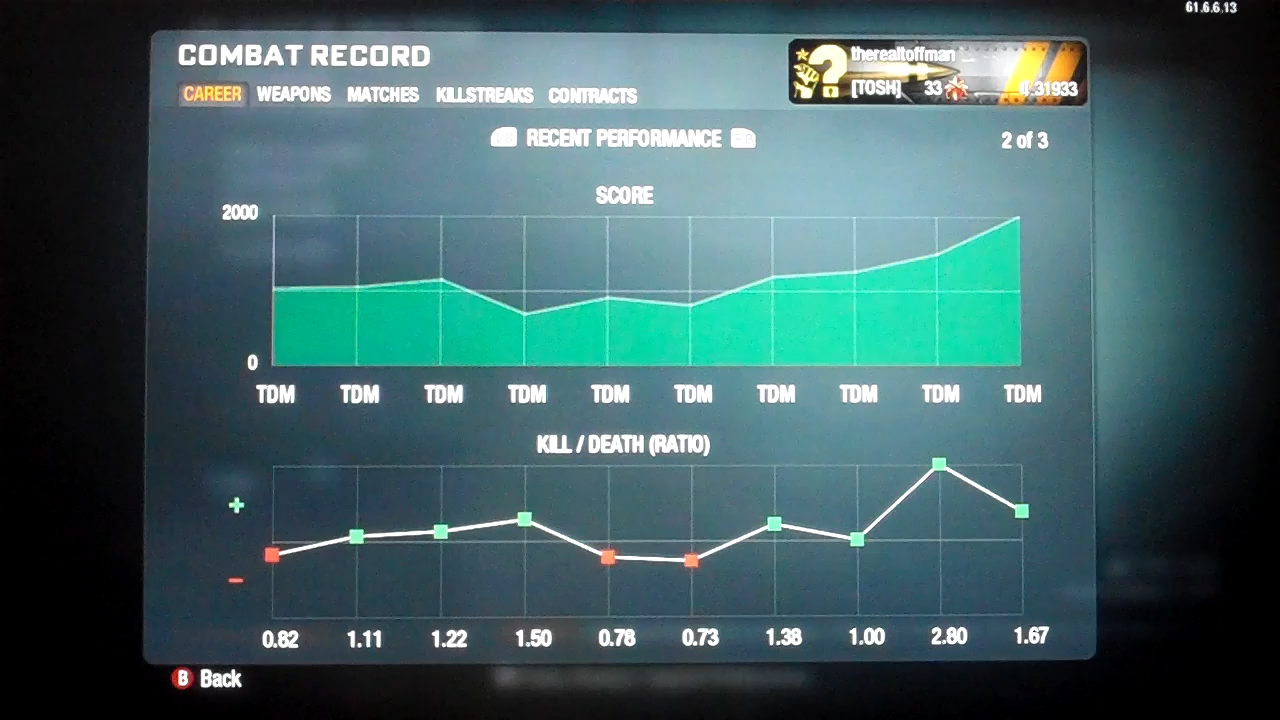 61.6.6.13
COMBAT RECORD
therealtoffman
[TOSH] 33 4.31933
CAREER WEAPONS MATCHES KILLSTREAKS CONTRACTS
RECENT PERFORMANCE
2 of 3
SCORE
2000
0
TDM TDM TDM TDM TDM TDM TDM TDM TDM TDM
KILL / DEATH (RATIO)
+
−
0.82 1.11 1.22 1.50 0.78 0.73 1.38 1.00 2.80 1.67
B Back